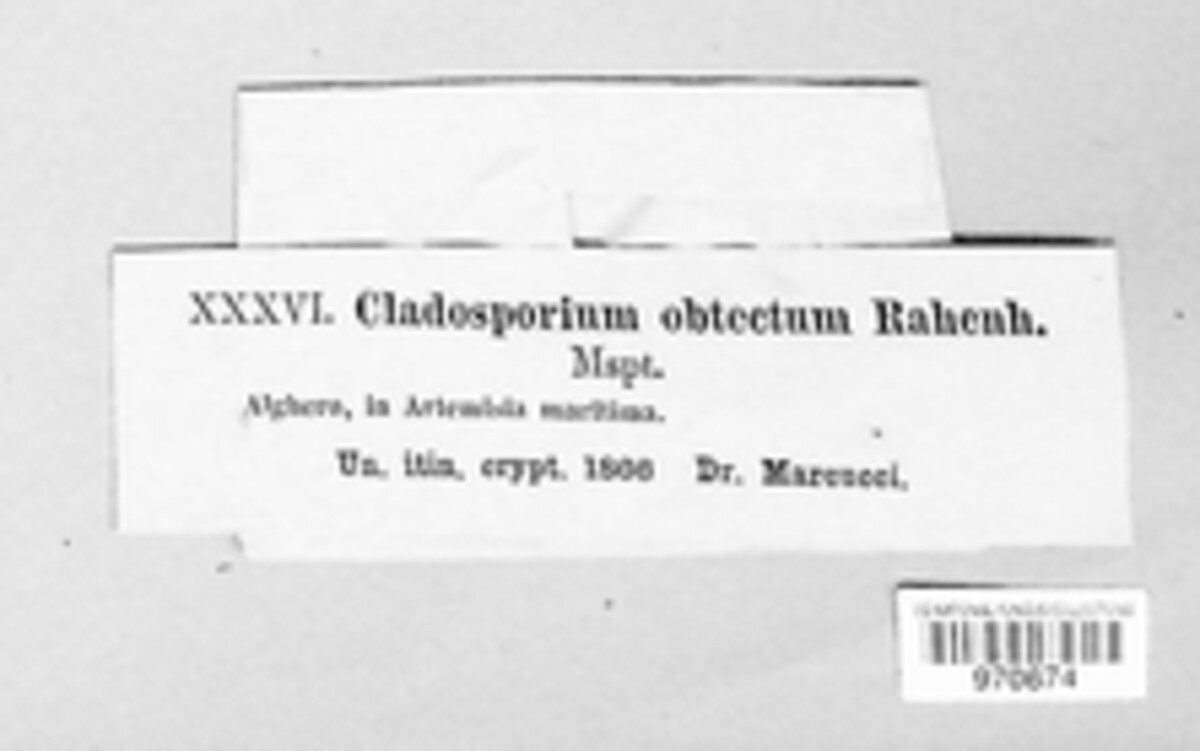 XXXVI. Cladosporium obtectum Rabenh.
Mspt.
Alghero, in Artemisia maritima.
Un. itin. crypt. 1866 Dr. Marcucci.
970674